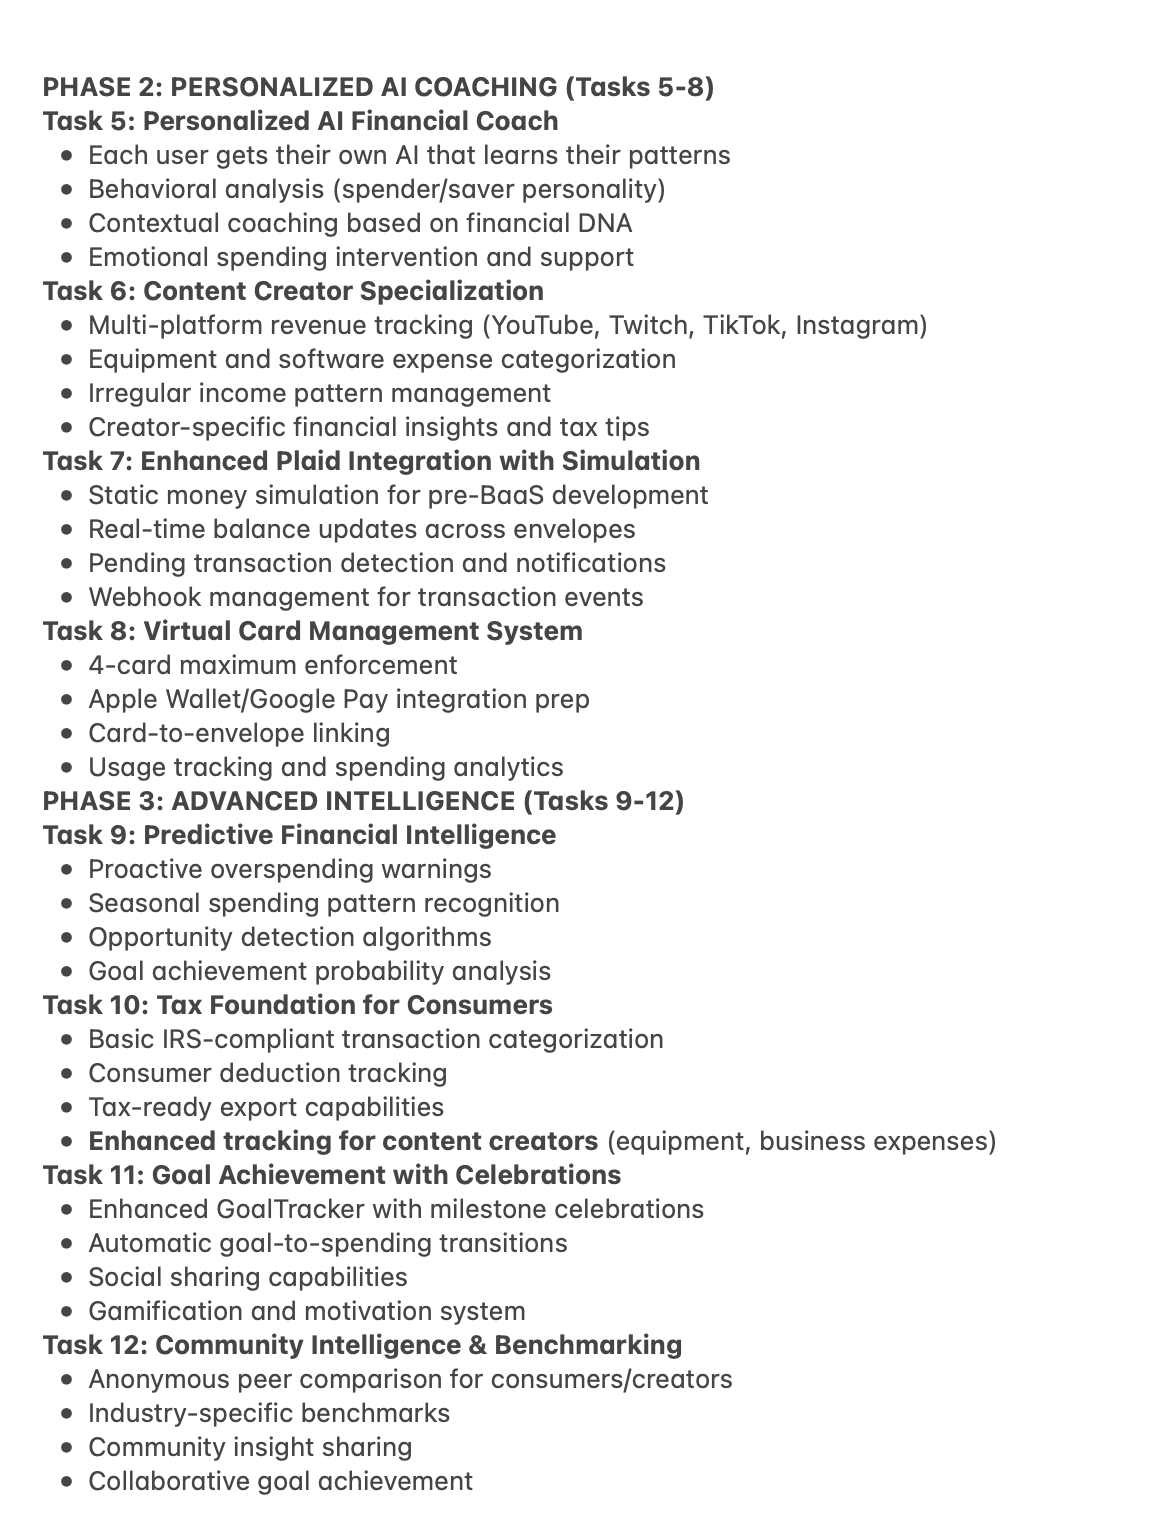 PHASE 2: PERSONALIZED AI COACHING (Tasks 5-8)
Task 5: Personalized AI Financial Coach
• Each user gets their own AI that learns their patterns
• Behavioral analysis (spender/saver personality)
• Contextual coaching based on financial DNA
• Emotional spending intervention and support
Task 6: Content Creator Specialization
• Multi-platform revenue tracking (YouTube, Twitch, TikTok, Instagram)
• Equipment and software expense categorization
• Irregular income pattern management
• Creator-specific financial insights and tax tips
Task 7: Enhanced Plaid Integration with Simulation
• Static money simulation for pre-BaaS development
• Real-time balance updates across envelopes
• Pending transaction detection and notifications
• Webhook management for transaction events
Task 8: Virtual Card Management System
• 4-card maximum enforcement
• Apple Wallet/Google Pay integration prep
• Card-to-envelope linking
• Usage tracking and spending analytics
PHASE 3: ADVANCED INTELLIGENCE (Tasks 9-12)
Task 9: Predictive Financial Intelligence
• Proactive overspending warnings
• Seasonal spending pattern recognition
• Opportunity detection algorithms
• Goal achievement probability analysis
Task 10: Tax Foundation for Consumers
• Basic IRS-compliant transaction categorization
• Consumer deduction tracking
• Tax-ready export capabilities
• Enhanced tracking for content creators (equipment, business expenses)
Task 11: Goal Achievement with Celebrations
• Enhanced GoalTracker with milestone celebrations
• Automatic goal-to-spending transitions
• Social sharing capabilities
• Gamification and motivation system
Task 12: Community Intelligence & Benchmarking
• Anonymous peer comparison for consumers/creators
• Industry-specific benchmarks
• Community insight sharing
• Collaborative goal achievement